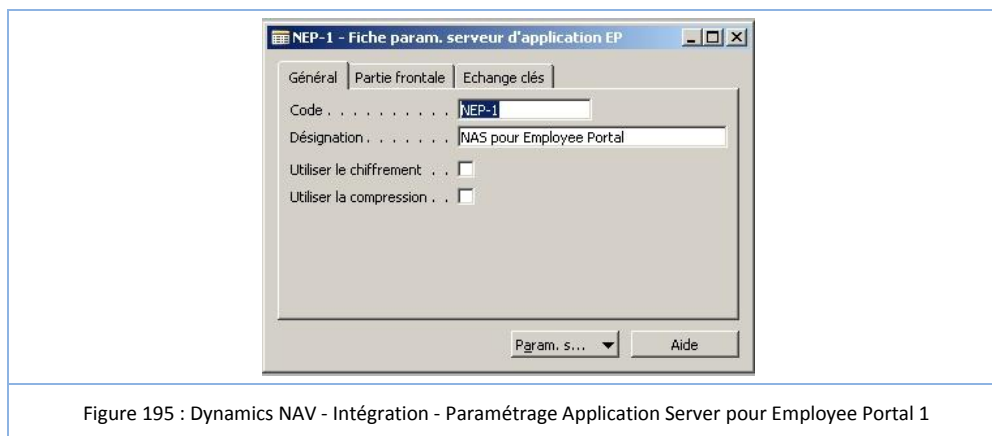 NEP-1 - Fiche param. serveur d'application EP
Général Partie frontale Echange clés
Code . . . . . . . . . . NEP-1
Désignation . . . . . . . NAS pour Employee Portal
Utiliser le chiffrement . .
Utiliser la compression . .
Param. s... Aide
Figure 195 : Dynamics NAV - Intégration - Paramétrage Application Server pour Employee Portal 1